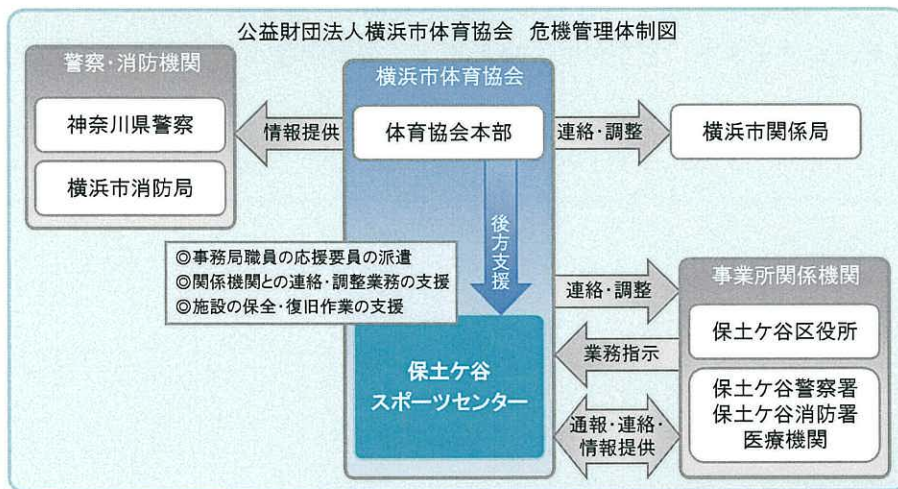 公益財団法人横浜市体育協会 危機管理体制図
警察・消防機関
神奈川県警察
横浜市消防局
情報提供
横浜市体育協会
体育協会本部
連絡・調整
横浜市関係局
後方支援
◎事務局職員の応援要員の派遣
◎関係機関との連絡・調整業務の支援
◎施設の保全・復旧作業の支援
保土ケ谷
スポーツセンター
連絡・調整
業務指示
通報・連絡・
情報提供
事業所関係機関
保土ケ谷区役所
保土ケ谷警察署
保土ケ谷消防署
医療機関